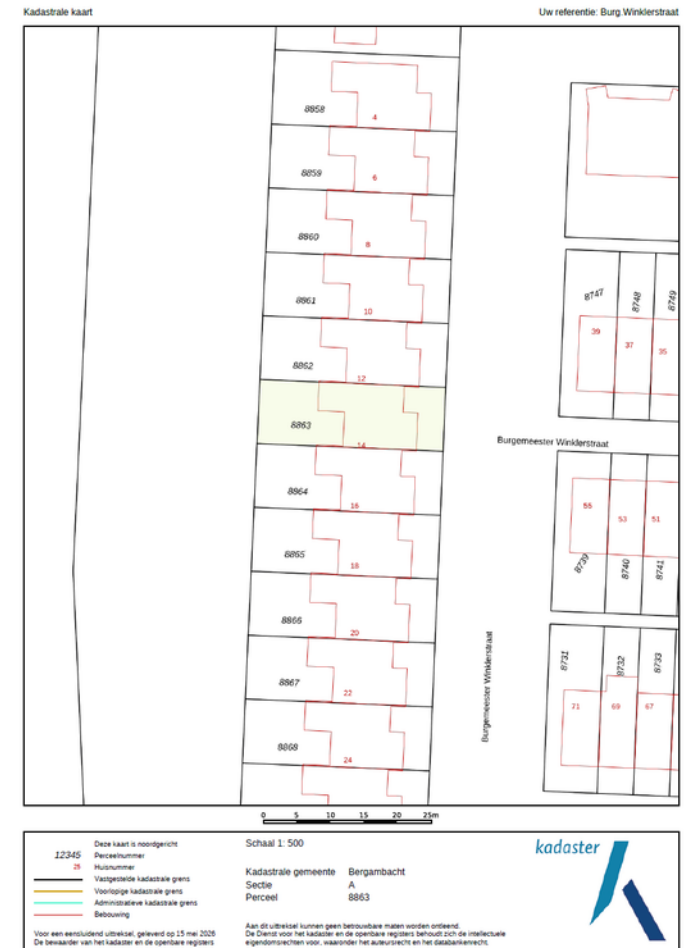 Kadastrale kaart
Uw referentie: Burg.Winklerstraat
8858
4
8859
6
8860
8
8861
10
8862
12
8863
14
8864
16
8865
18
8866
20
8867
22
8868
24
8747
8748
8749
39
37
35
Burgemeester Winklerstraat
55
53
51
8739
8740
8741
Burgemeester Winklerstraat
8731
8732
8733
71
69
67
0 5 10 15 20 25m
Deze kaart is noordgericht
12345 Perceelnummer
25 Huisnummer
Vastgestelde kadastrale grens
Voorlopige kadastrale grens
Administratieve kadastrale grens
Bebouwing
Voor een eensluidend uittreksel, geleverd op 15 mei 2026
De bewaarder van het kadaster en de openbare registers
Schaal 1: 500
Kadastrale gemeente Bergambacht
Sectie A
Perceel 8863
Aan dit uittreksel kunnen geen betrouwbare maten worden ontleend.
De Dienst voor het kadaster en de openbare registers behoudt zich de intellectuele
eigendomsrechten voor, waaronder het auteursrecht en het databankenrecht.
kadaster